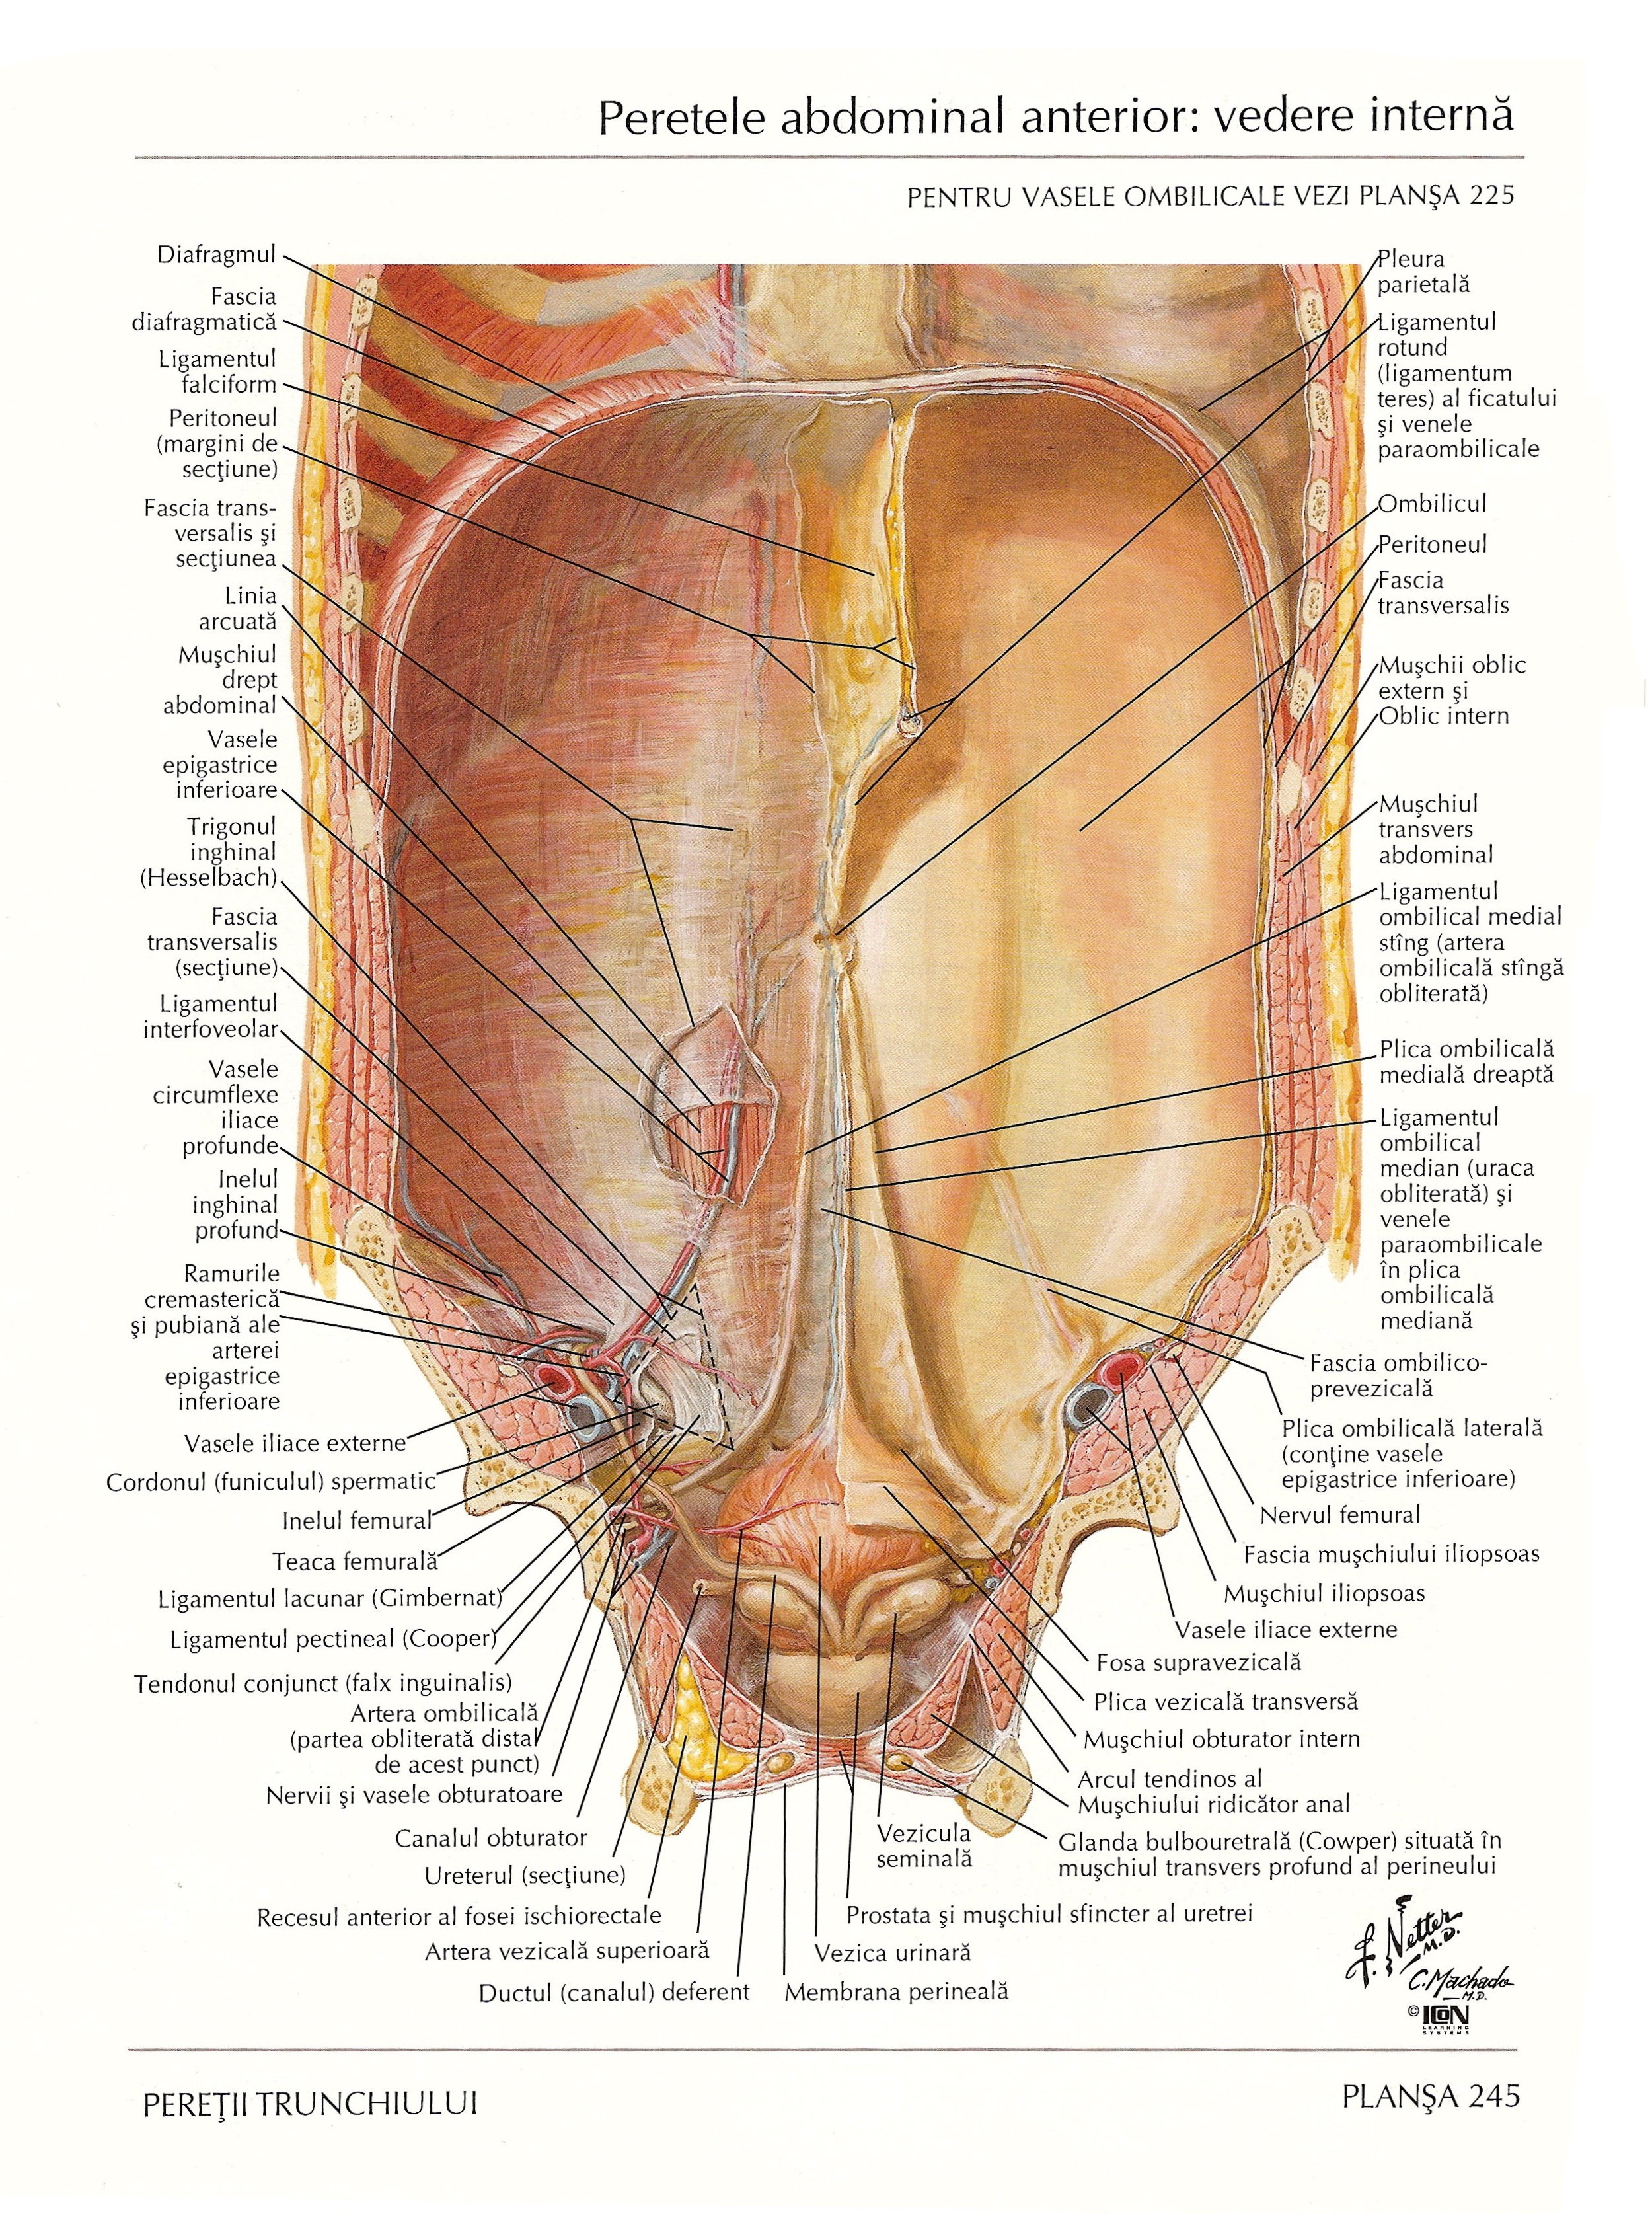 Peretele abdominal anterior: vedere internă
PENTRU VASELE OMBILICALE VEZI PLANŞA 225
Diafragmul
Fascia
diafragmatică
Ligamentul
falciform
Peritoneul
(margini de
secţiune)
Fascia trans-
versalis şi
secţiunea
Linia
arcuată
Muşchiul
drept
abdominal
Vasele
epigastrice
inferioare
Trigonul
inghinal
(Hesselbach)
Fascia
transversalis
(secţiune)
Ligamentul
interfoveolar
Vasele
circumflexe
iliace
profunde
Inelul
inghinal
profund
Ramurile
cremasterică
şi pubiană ale
arterei
epigastrice
inferioare
Vasele iliace externe
Cordonul (funiculul) spermatic
Inelul femural
Teaca femurală
Ligamentul lacunar (Gimbernat)
Ligamentul pectineal (Cooper)
Tendonul conjunct (falx inguinalis)
Artera ombilicală
(partea obliterată distal
de acest punct)
Nervii şi vasele obturatoare
Canalul obturator
Ureterul (secţiune)
Recesul anterior al fosei ischiorectale
Artera vezicală superioară
Ductul (canalul) deferent
Pleura
parietală
Ligamentul
rotund
(ligamentum
teres) al ficatului
şi venele
paraombilicale
Ombilicul
Peritoneul
Fascia
transversalis
Muşchii oblic
extern şi
Oblic intern
Muşchiul
transvers
abdominal
Ligamentul
ombilical medial
stîng (artera
ombilicală stîngă
obliterată)
Plica ombilicală
medială dreaptă
Ligamentul
ombilical
median (uraca
obliterată) şi
venele
paraombilicale
în plica
ombilicală
mediană
Fascia ombilico-
prevezicală
Plica ombilicală laterală
(conţine vasele
epigastrice inferioare)
Nervul femural
Fascia muşchiului iliopsoas
Muşchiul iliopsoas
Vasele iliace externe
Fosa supravezicală
Plica vezicală transversă
Muşchiul obturator intern
Arcul tendinos al
Muşchiului ridicător anal
Glanda bulbouretrală (Cowper) situată în
muşchiul transvers profund al perineului
Vezicula
seminală
Prostata şi muşchiul sfincter al uretrei
Vezica urinară
Membrana perineală
F. Netter
M.D.
C. Machado
M.D.
© ICON
LEARNING
SYSTEMS
PEREŢII TRUNCHIULUI
PLANŞA 245